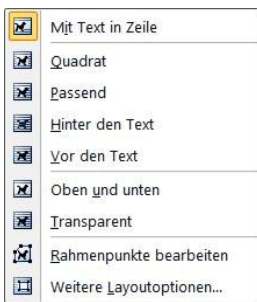 Mit Text in Zeile
Quadrat
Passend
Hinter den Text
Vor den Text
Oben und unten
Transparent
Rahmenpunkte bearbeiten
Weitere Layoutoptionen...